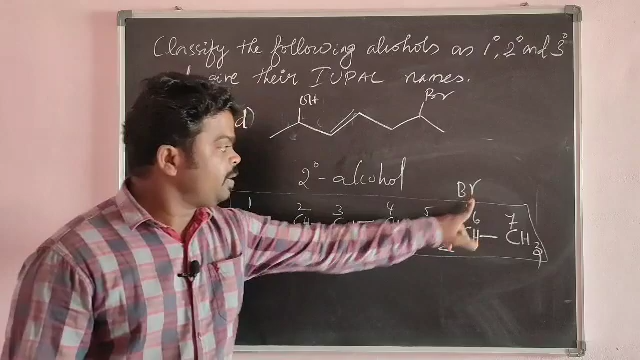 Classify the following alcohols as 1°, 2° and 3°
give their IUPAC names.
d)
OH
Br
2°-alcohol
Br
1 2 3 4 5 6 7
CH CH - CH3